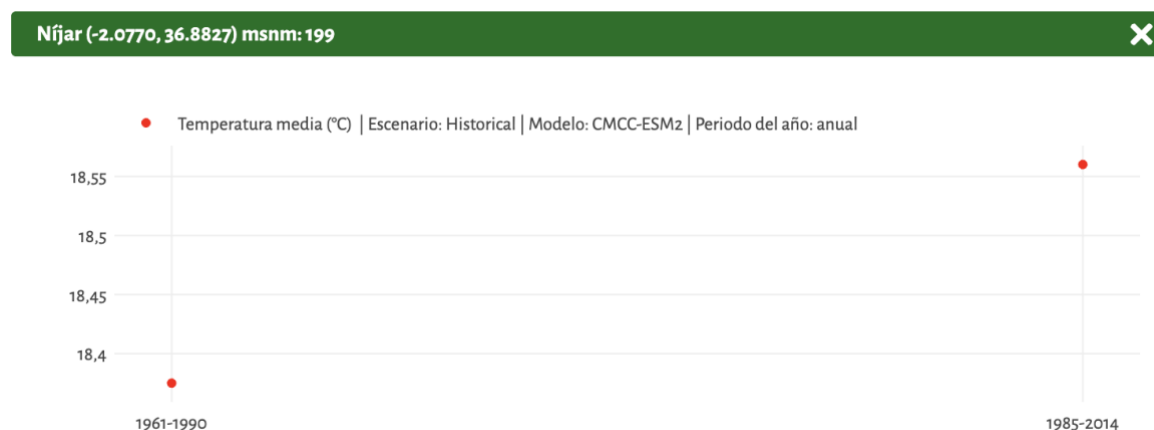 Níjar (-2.0770, 36.8827) msnm: 199
Temperatura media (°C) | Escenario: Historical | Modelo: CMCC-ESM2 | Periodo del año: anual
18,55
18,5
18,45
18,4
1961-1990 1985-2014